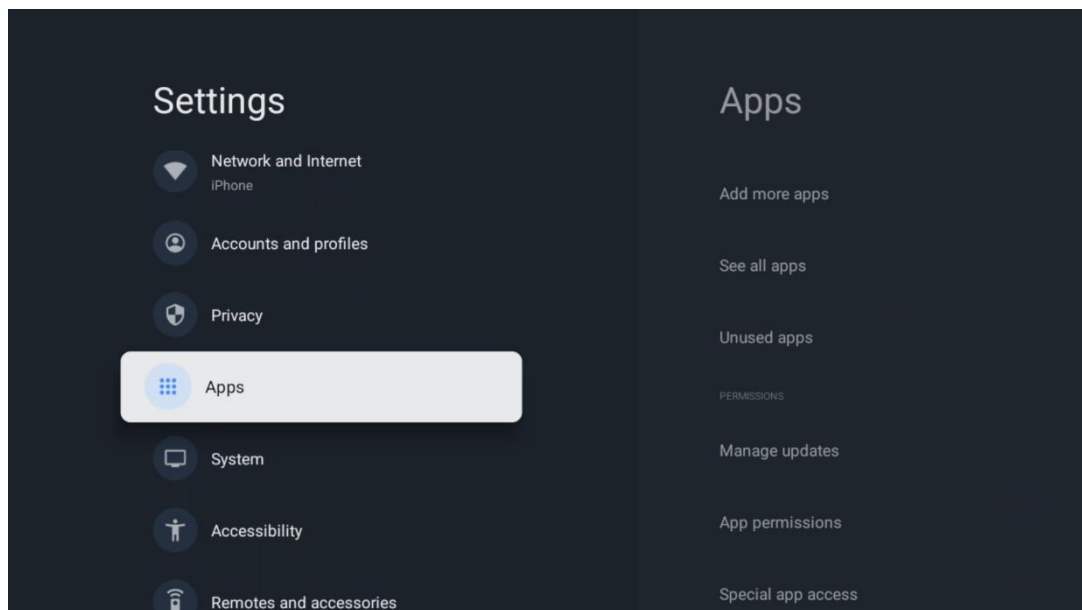 Settings
Network and Internet
iPhone
Accounts and profiles
Privacy
Apps
System
Accessibility
Remotes and accessories
Apps
Add more apps
See all apps
Unused apps
PERMISSIONS
Manage updates
App permissions
Special app access